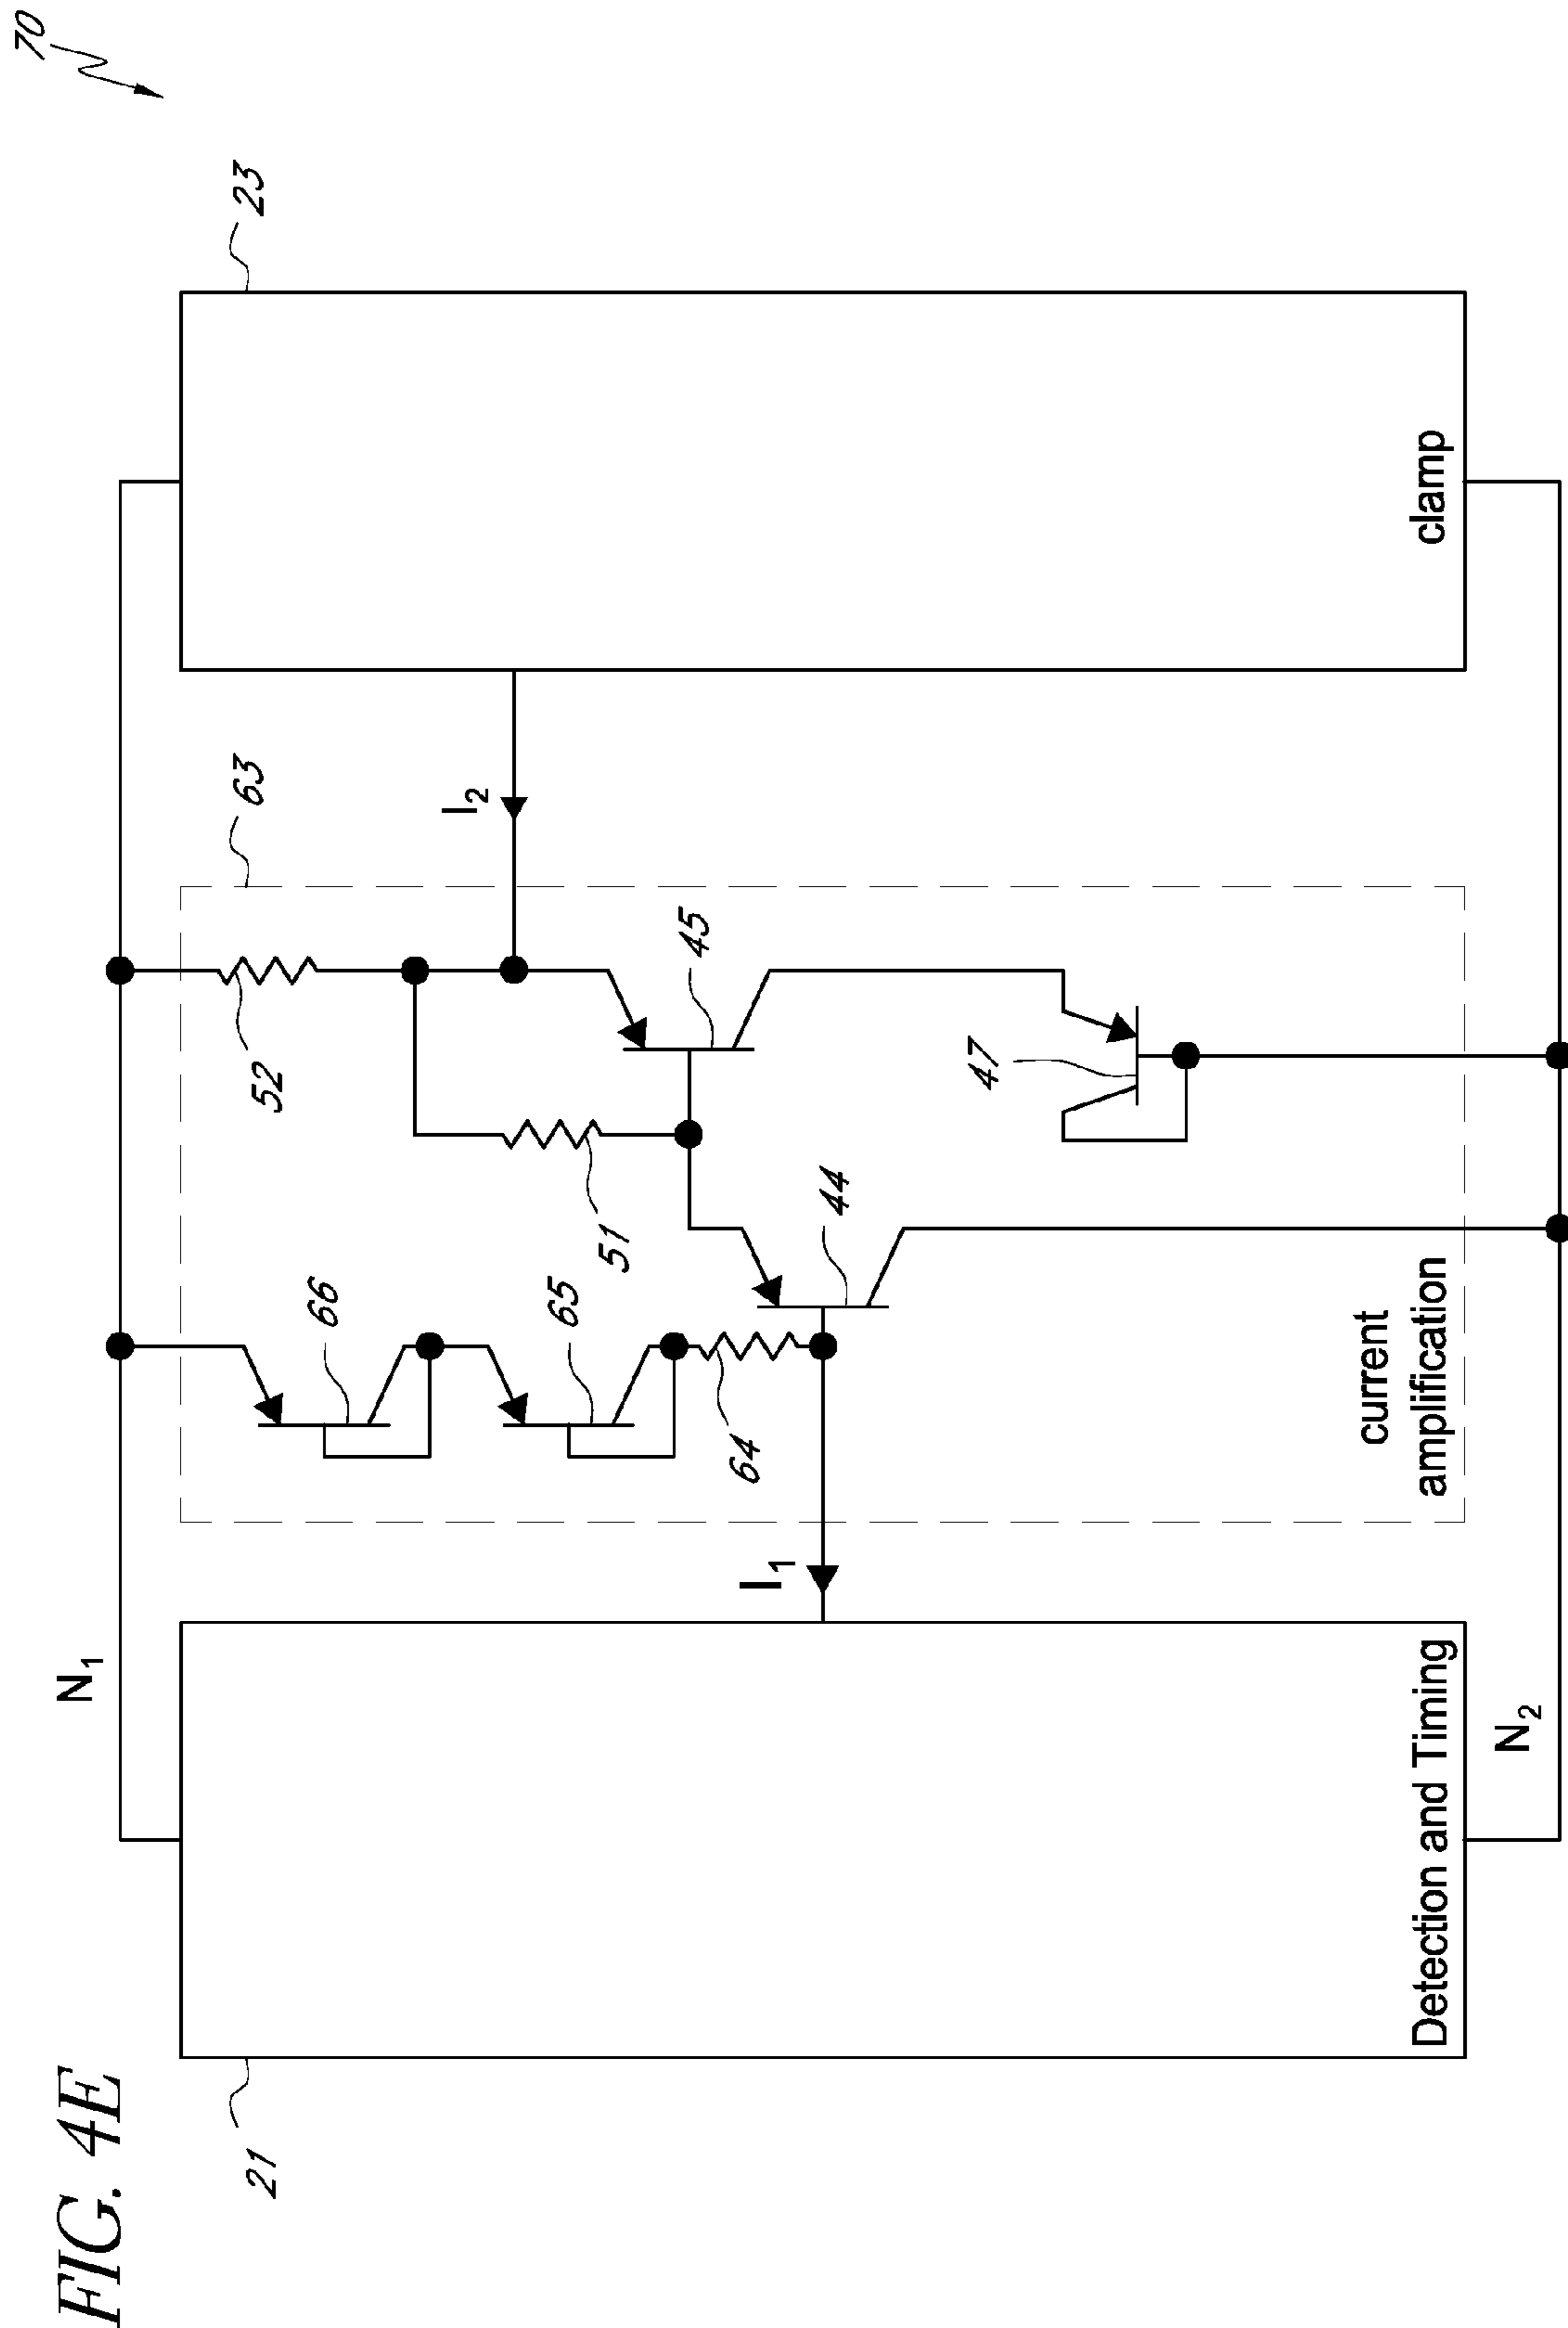 FIG. 4E
70
N1
21
Detection and Timing
N2
I1
66
65
64
44
51
52
45
47
63
current
amplification
I2
23
clamp